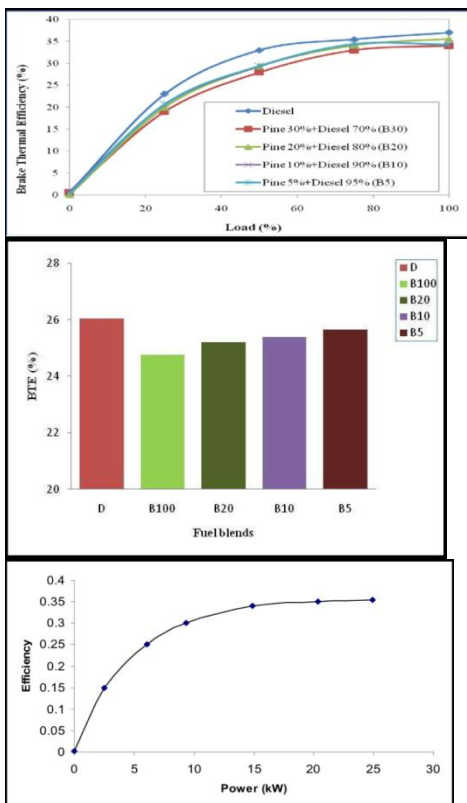 40
35
30
25
20
15
10
5
0
Brake Thermal Efficiency (%)
Diesel
Pine 30%+Diesel 70% (B30)
Pine 20%+Diesel 80% (B20)
Pine 10%+Diesel 90% (B10)
Pine 5%+Diesel 95% (B5)
0 20 40 60 80 100
Load (%)
28
26
24
22
20
BTE (%)
D
B100
B20
B10
B5
D B100 B20 B10 B5
Fuel blends
0.4
0.35
0.3
0.25
0.2
0.15
0.1
0.05
0
Efficiency
0 5 10 15 20 25 30
Power (kW)